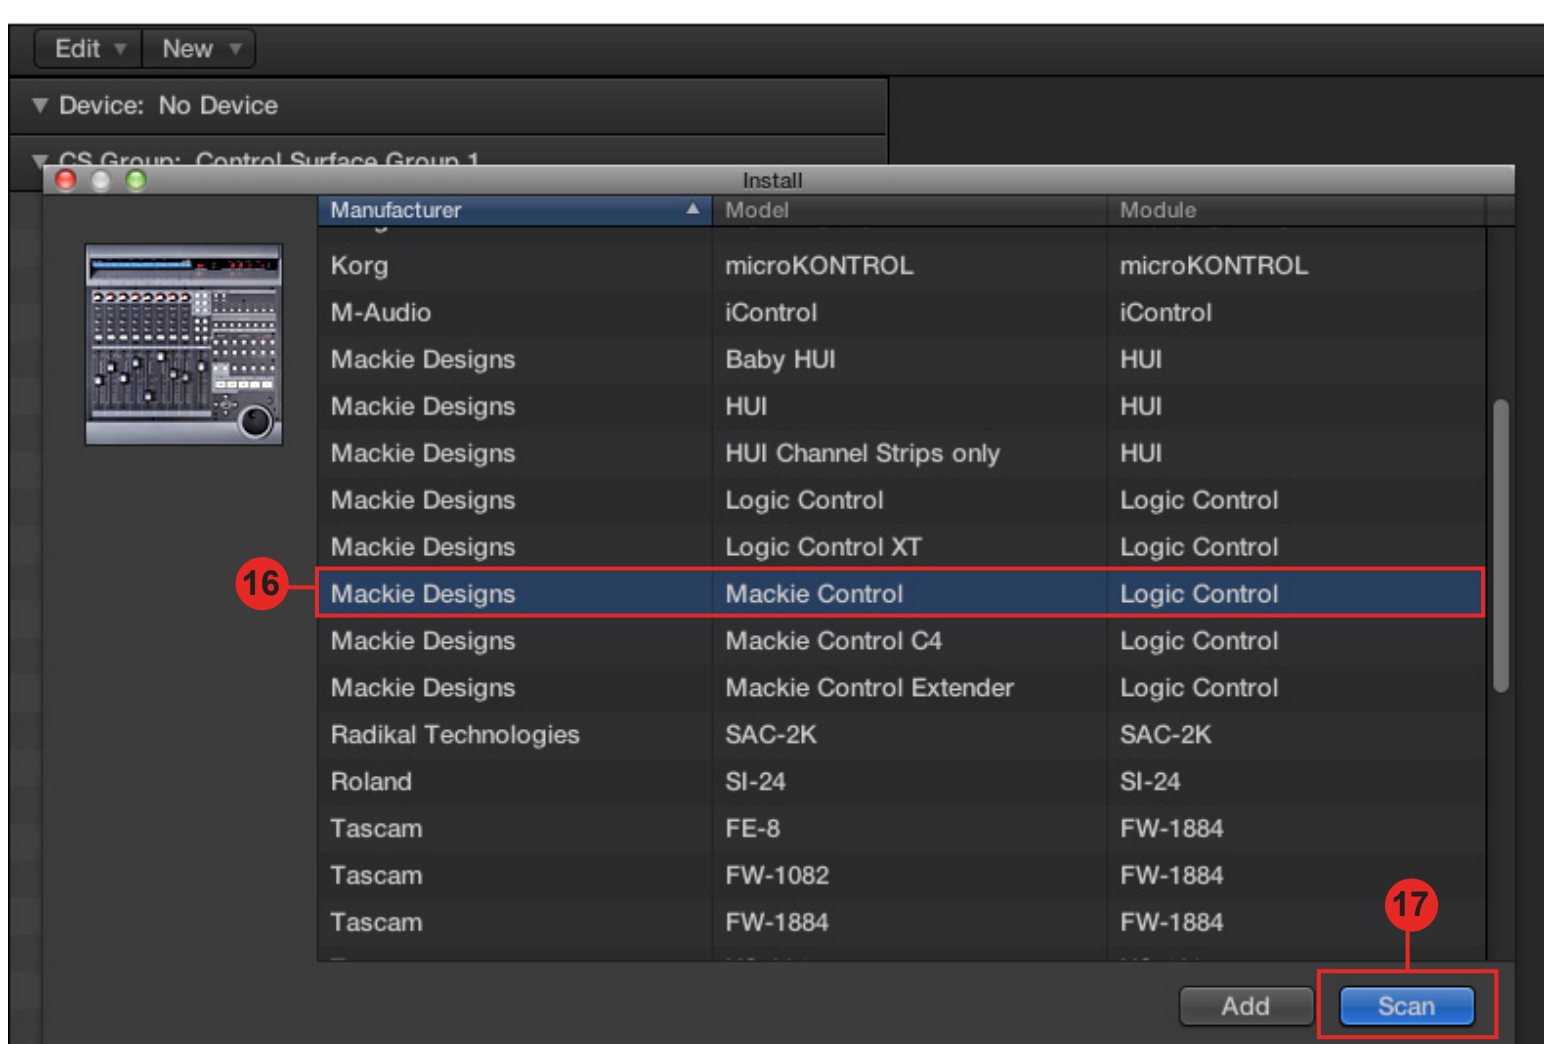 Edit New
Device: No Device
CS Group: Control Surface Group 1
Install
Manufacturer Model Module
Korg microKONTROL microKONTROL
M-Audio iControl iControl
Mackie Designs Baby HUI HUI
Mackie Designs HUI HUI
Mackie Designs HUI Channel Strips only HUI
Mackie Designs Logic Control Logic Control
Mackie Designs Logic Control XT Logic Control
16 Mackie Designs Mackie Control Logic Control
Mackie Designs Mackie Control C4 Logic Control
Mackie Designs Mackie Control Extender Logic Control
Radikal Technologies SAC-2K SAC-2K
Roland SI-24 SI-24
Tascam FE-8 FW-1884
Tascam FW-1082 FW-1884
17
Tascam FW-1884 FW-1884
Add Scan